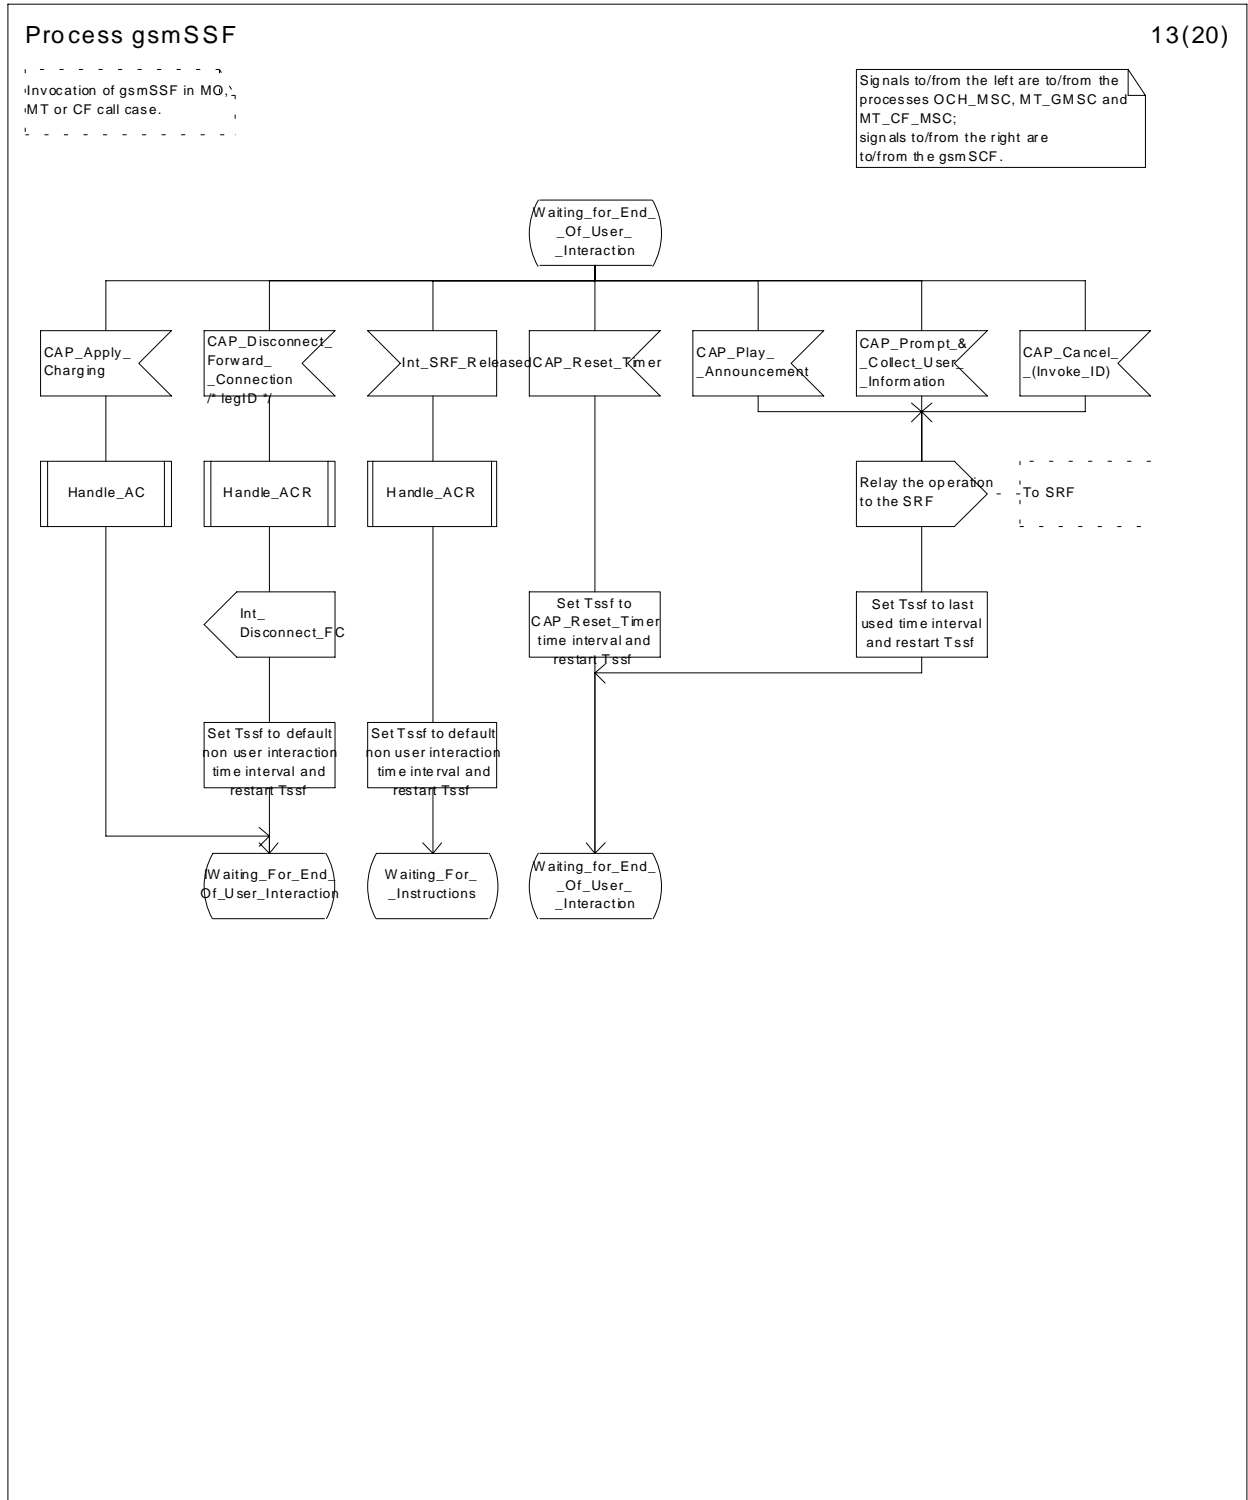 Process gsmSSF
13(20)
Invocation of gsmSSF in MO,
MT or CF call case.
Signals to/from the left are to/from the
processes OCH_MSC, MT_GMSC and
MT_CF_MSC;
signals to/from the right are
to/from the gsmSCF.
Waiting_for_End_
_Of_User_
_Interaction
CAP_Apply_
Charging
CAP_Disconnect_
Forward_
_Connection
/* legID */
Int_SRF_Released
CAP_Reset_Timer
CAP_Play_
_Announcement
CAP_Prompt_&
_Collect_User_
_Information
CAP_Cancel_
_(Invoke_ID)
Handle_AC
Handle_ACR
Handle_ACR
Relay the operation
to the SRF
To SRF
Int_
Disconnect_FC
Set Tssf to
CAP_Reset_Timer
time interval and
restart Tssf
Set Tssf to last
used time interval
and restart Tssf
Set Tssf to default
non user interaction
time interval and
restart Tssf
Set Tssf to default
non user interaction
time interval and
restart Tssf
Waiting_For_End_
Of_User_Interaction
Waiting_For_
_Instructions
Waiting_for_End_
_Of_User_
_Interaction